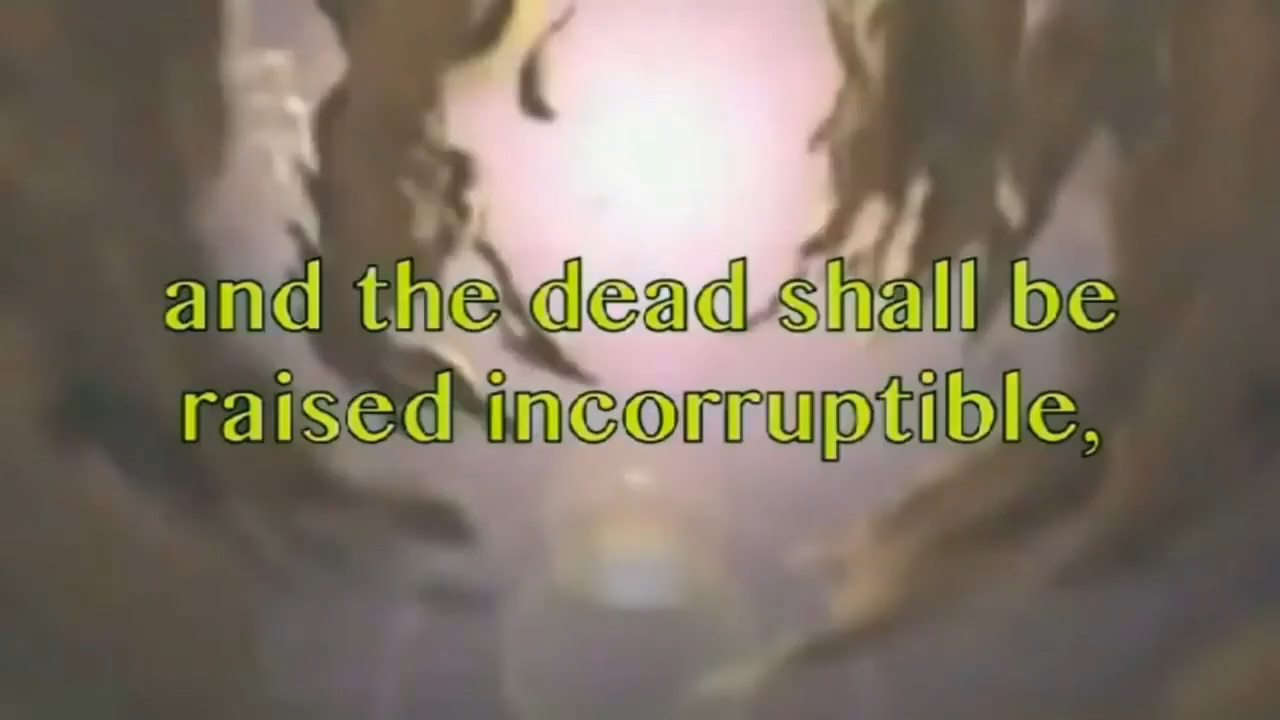 and the dead shall be
raised incorruptible,